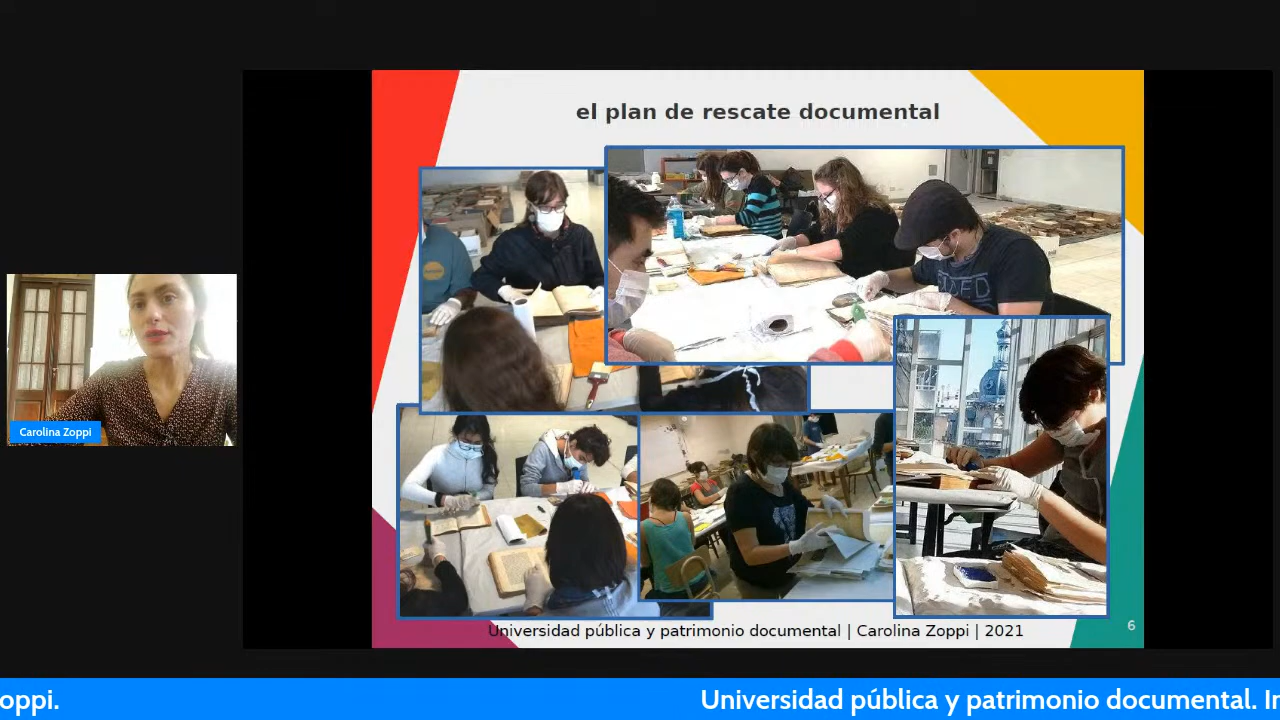 el plan de rescate documental
Carolina Zoppi
Universidad pública y patrimonio documental | Carolina Zoppi | 2021
6
oppi.
Universidad pública y patrimonio documental. I